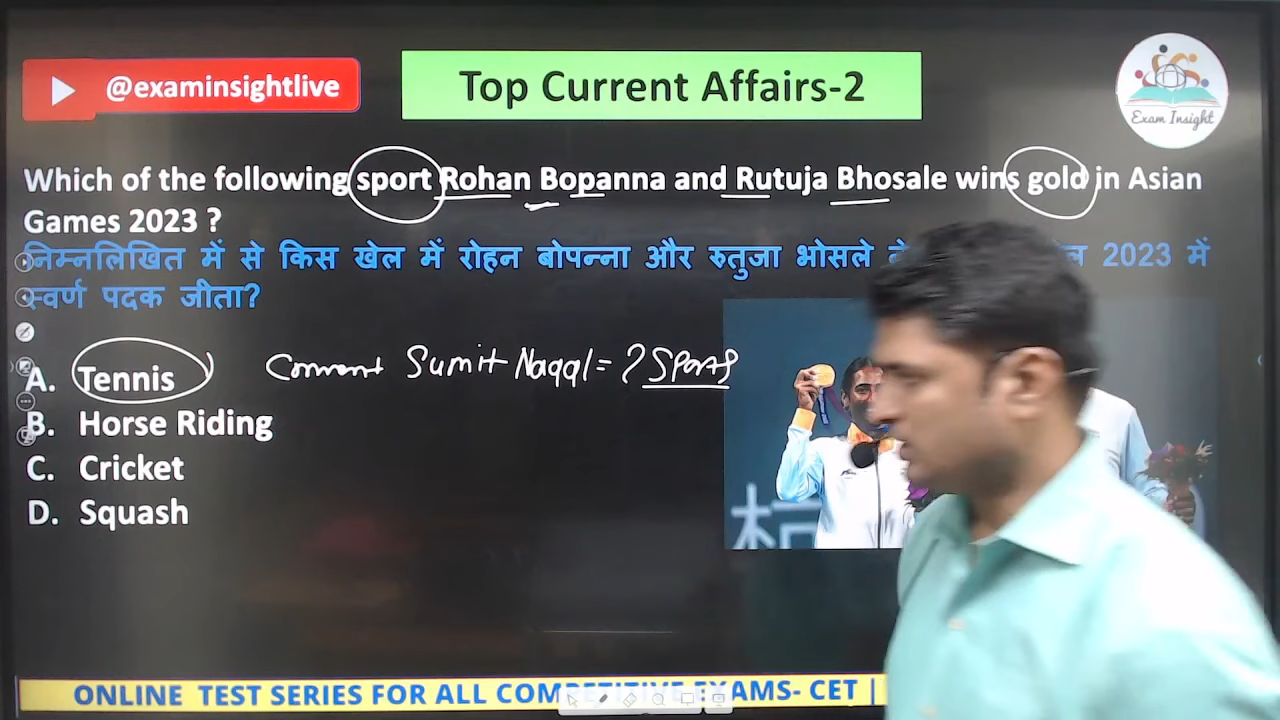 @examinsightlive
Top Current Affairs-2
Exam Insight
Which of the following sport Rohan Bopanna and Rutuja Bhosale wins gold in Asian
Games 2023 ?
निम्नलिखित में से किस खेल में रोहन बोपन्ना और रुतुजा भोसले 2023 में
स्वर्ण पदक जीता?
A. Tennis
Comment Sumit Nagal = ? Sports
B. Horse Riding
C. Cricket
D. Squash
ONLINE TEST SERIES FOR ALL COMPETITIVE EXAMS- CET |